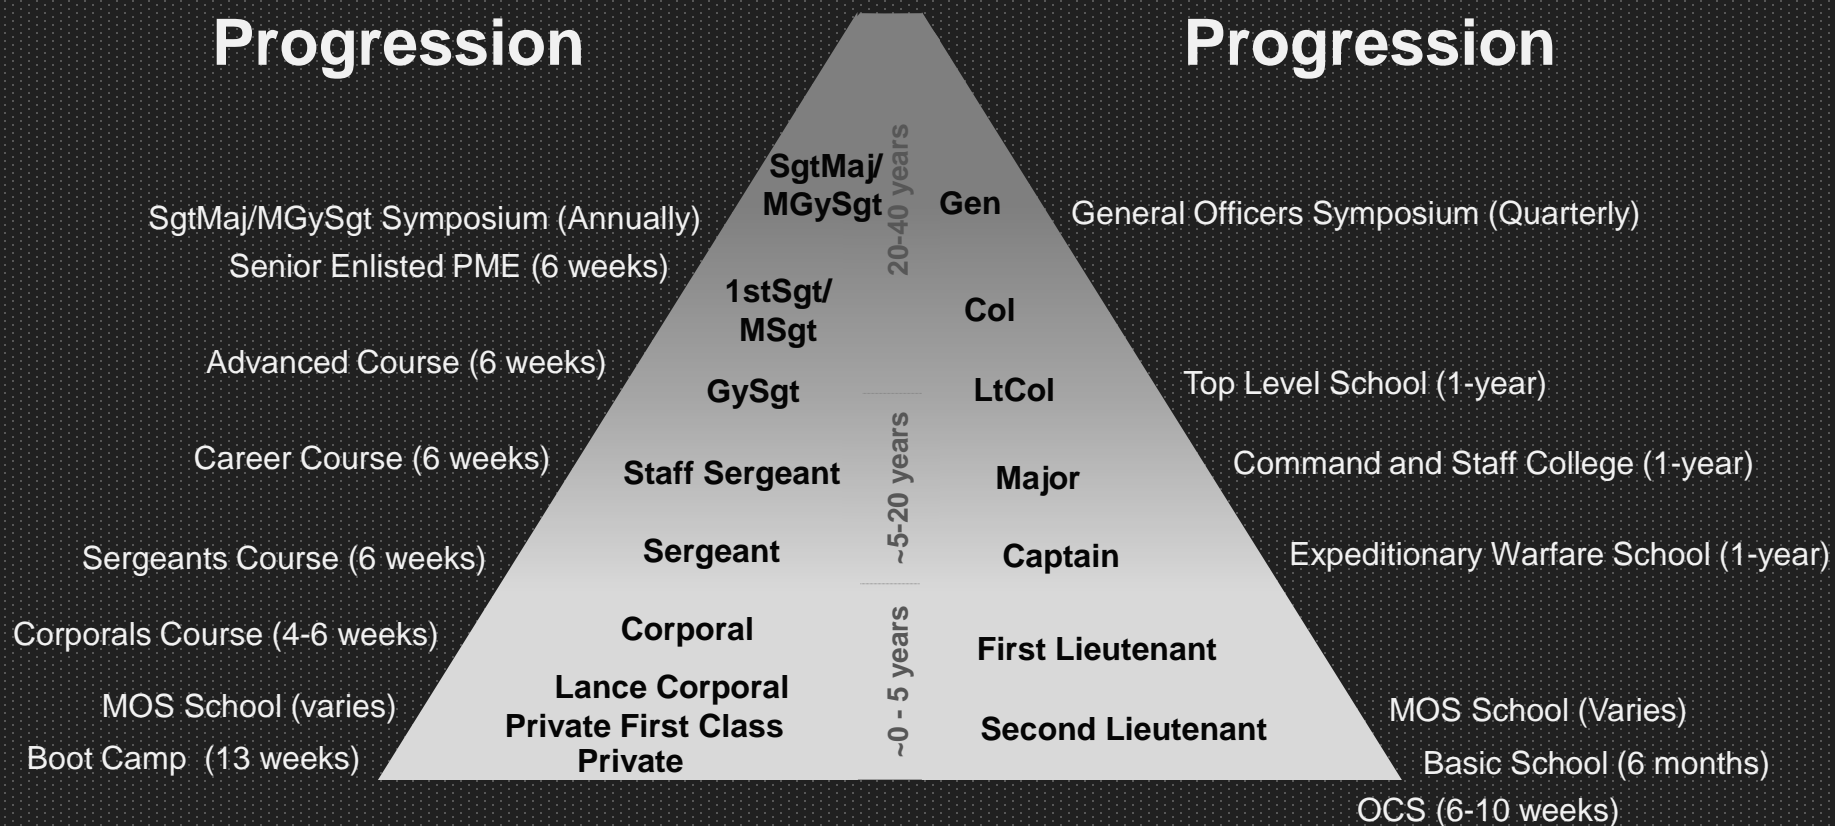 Progression
Progression
SgtMaj/MGySgt Symposium (Annually)
Senior Enlisted PME (6 weeks)
Advanced Course (6 weeks)
Career Course (6 weeks)
Sergeants Course (6 weeks)
Corporals Course (4-6 weeks)
MOS School (varies)
Boot Camp  (13 weeks)
SgtMaj/
MGySgt
1stSgt/
MSgt
GySgt
Staff Sergeant
Sergeant
Corporal
Lance Corporal
Private First Class
Private
20-40 years
~5-20 years
~0 - 5 years
Gen
Col
LtCol
Major
Captain
First Lieutenant
Second Lieutenant
General Officers Symposium (Quarterly)
Top Level School (1-year)
Command and Staff College (1-year)
Expeditionary Warfare School (1-year)
MOS School (Varies)
Basic School (6 months)
OCS (6-10 weeks)